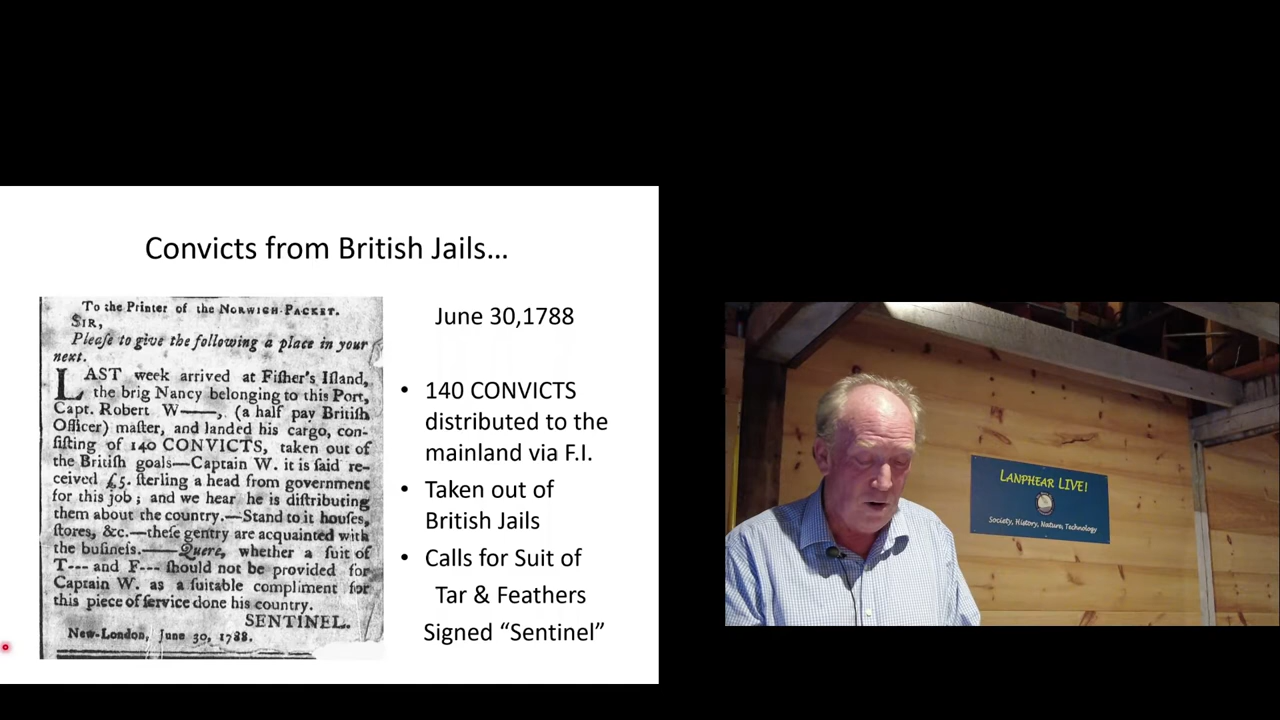 Convicts from British Jails...
To the Printer of the NORWICH-PACKET.
SIR,
Pleaſe to give the following a place in your
next.
LAST week arrived at Fiſher's Iſland,
the brig Nancy belonging to this Port,
Capt. Robert W——, (a half pay Britiſh
Officer) maſter, and landed his cargo, con-
ſiſting of 140 CONVICTS, taken out of
the Britiſh goals—Captain W. it is ſaid re-
ceived £5. ſterling a head from government
for this job; and we hear he is diſtributing
them about the country.—Stand to it houſes,
ſtores, &c.—theſe gentry are acquainted with
the buſineſs.——Quere, whether a ſuit of
T--- and F--- ſhould not be provided for
Captain W. as a ſuitable compliment for
this piece of ſervice done his country.
SENTINEL.
New-London, June 30, 1788.
June 30,1788
• 140 CONVICTS
distributed to the
mainland via F.I.
• Taken out of
British Jails
• Calls for Suit of
Tar & Feathers
Signed “Sentinel”
LANPHEAR LIVE!
Society, History, Nature, Technology